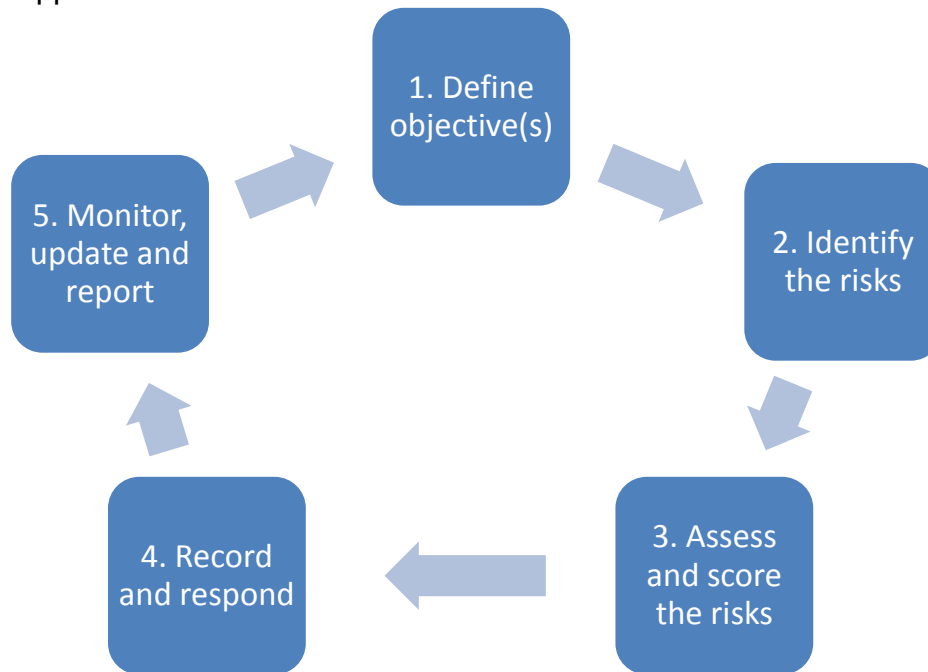 1. Define
objective(s)
2. Identify
the risks
3. Assess
and score
the risks
4. Record
and respond
5. Monitor,
update and
report